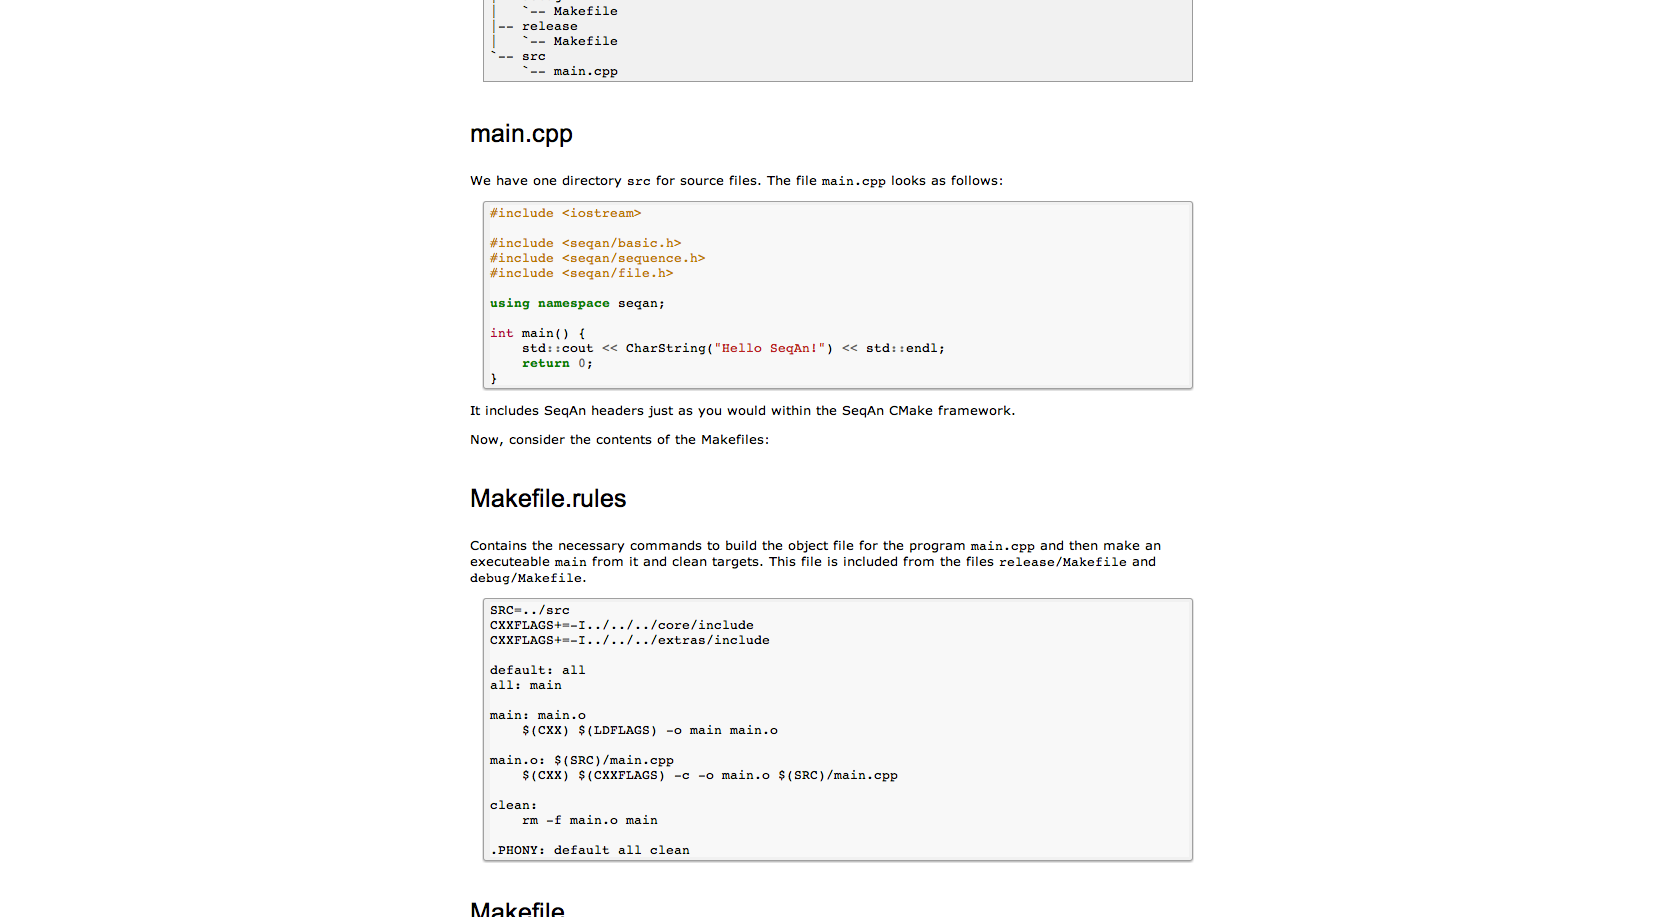 |   `-- Makefile
|-- release
|   `-- Makefile
`-- src
    `-- main.cpp
main.cpp
We have one directory src for source files. The file main.cpp looks as follows:
#include <iostream>
#include <seqan/basic.h>
#include <seqan/sequence.h>
#include <seqan/file.h>
using namespace seqan;
int main() {
    std::cout << CharString("Hello SeqAn!") << std::endl;
    return 0;
}
It includes SeqAn headers just as you would within the SeqAn CMake framework.
Now, consider the contents of the Makefiles:
Makefile.rules
Contains the necessary commands to build the object file for the program main.cpp and then make an
executeable main from it and clean targets. This file is included from the files release/Makefile and
debug/Makefile.
SRC=../src
CXXFLAGS+=-I../../../core/include
CXXFLAGS+=-I../../../extras/include
default: all
all: main
main: main.o
    $(CXX) $(LDFLAGS) -o main main.o
main.o: $(SRC)/main.cpp
    $(CXX) $(CXXFLAGS) -c -o main.o $(SRC)/main.cpp
clean:
    rm -f main.o main
.PHONY: default all clean
Makefile